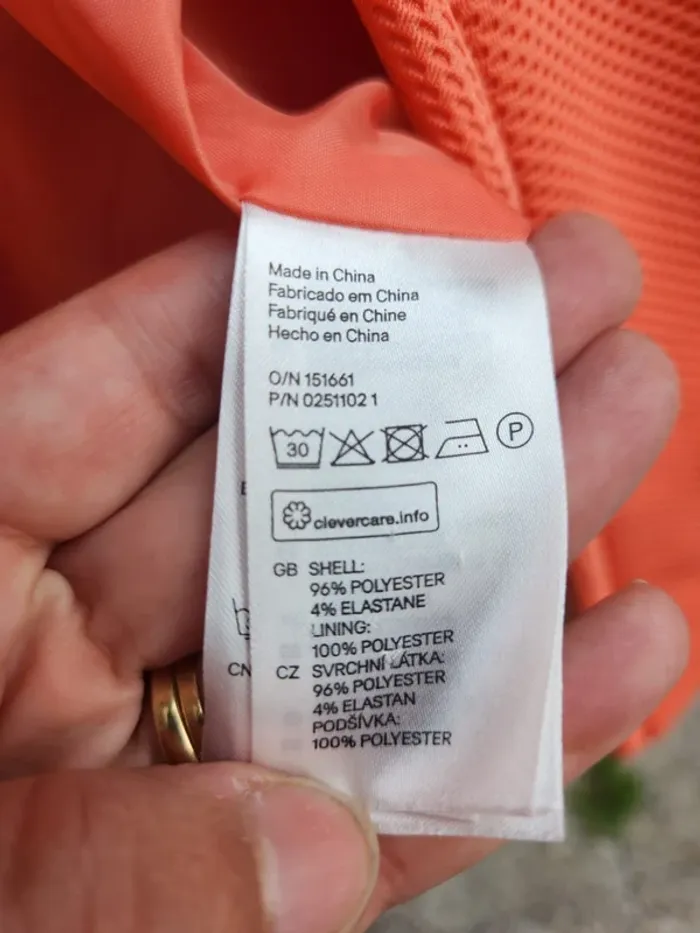 Made in China
Fabricado em China
Fabriqué en Chine
Hecho en China
O/N 151661
P/N 0251102 1
30 P
clevercare.info
GB SHELL:
96% POLYESTER
4% ELASTANE
LINING:
100% POLYESTER
CZ SVRCHNÍ LÁTKA:
96% POLYESTER
4% ELASTAN
PODŠÍVKA:
100% POLYESTER
CN